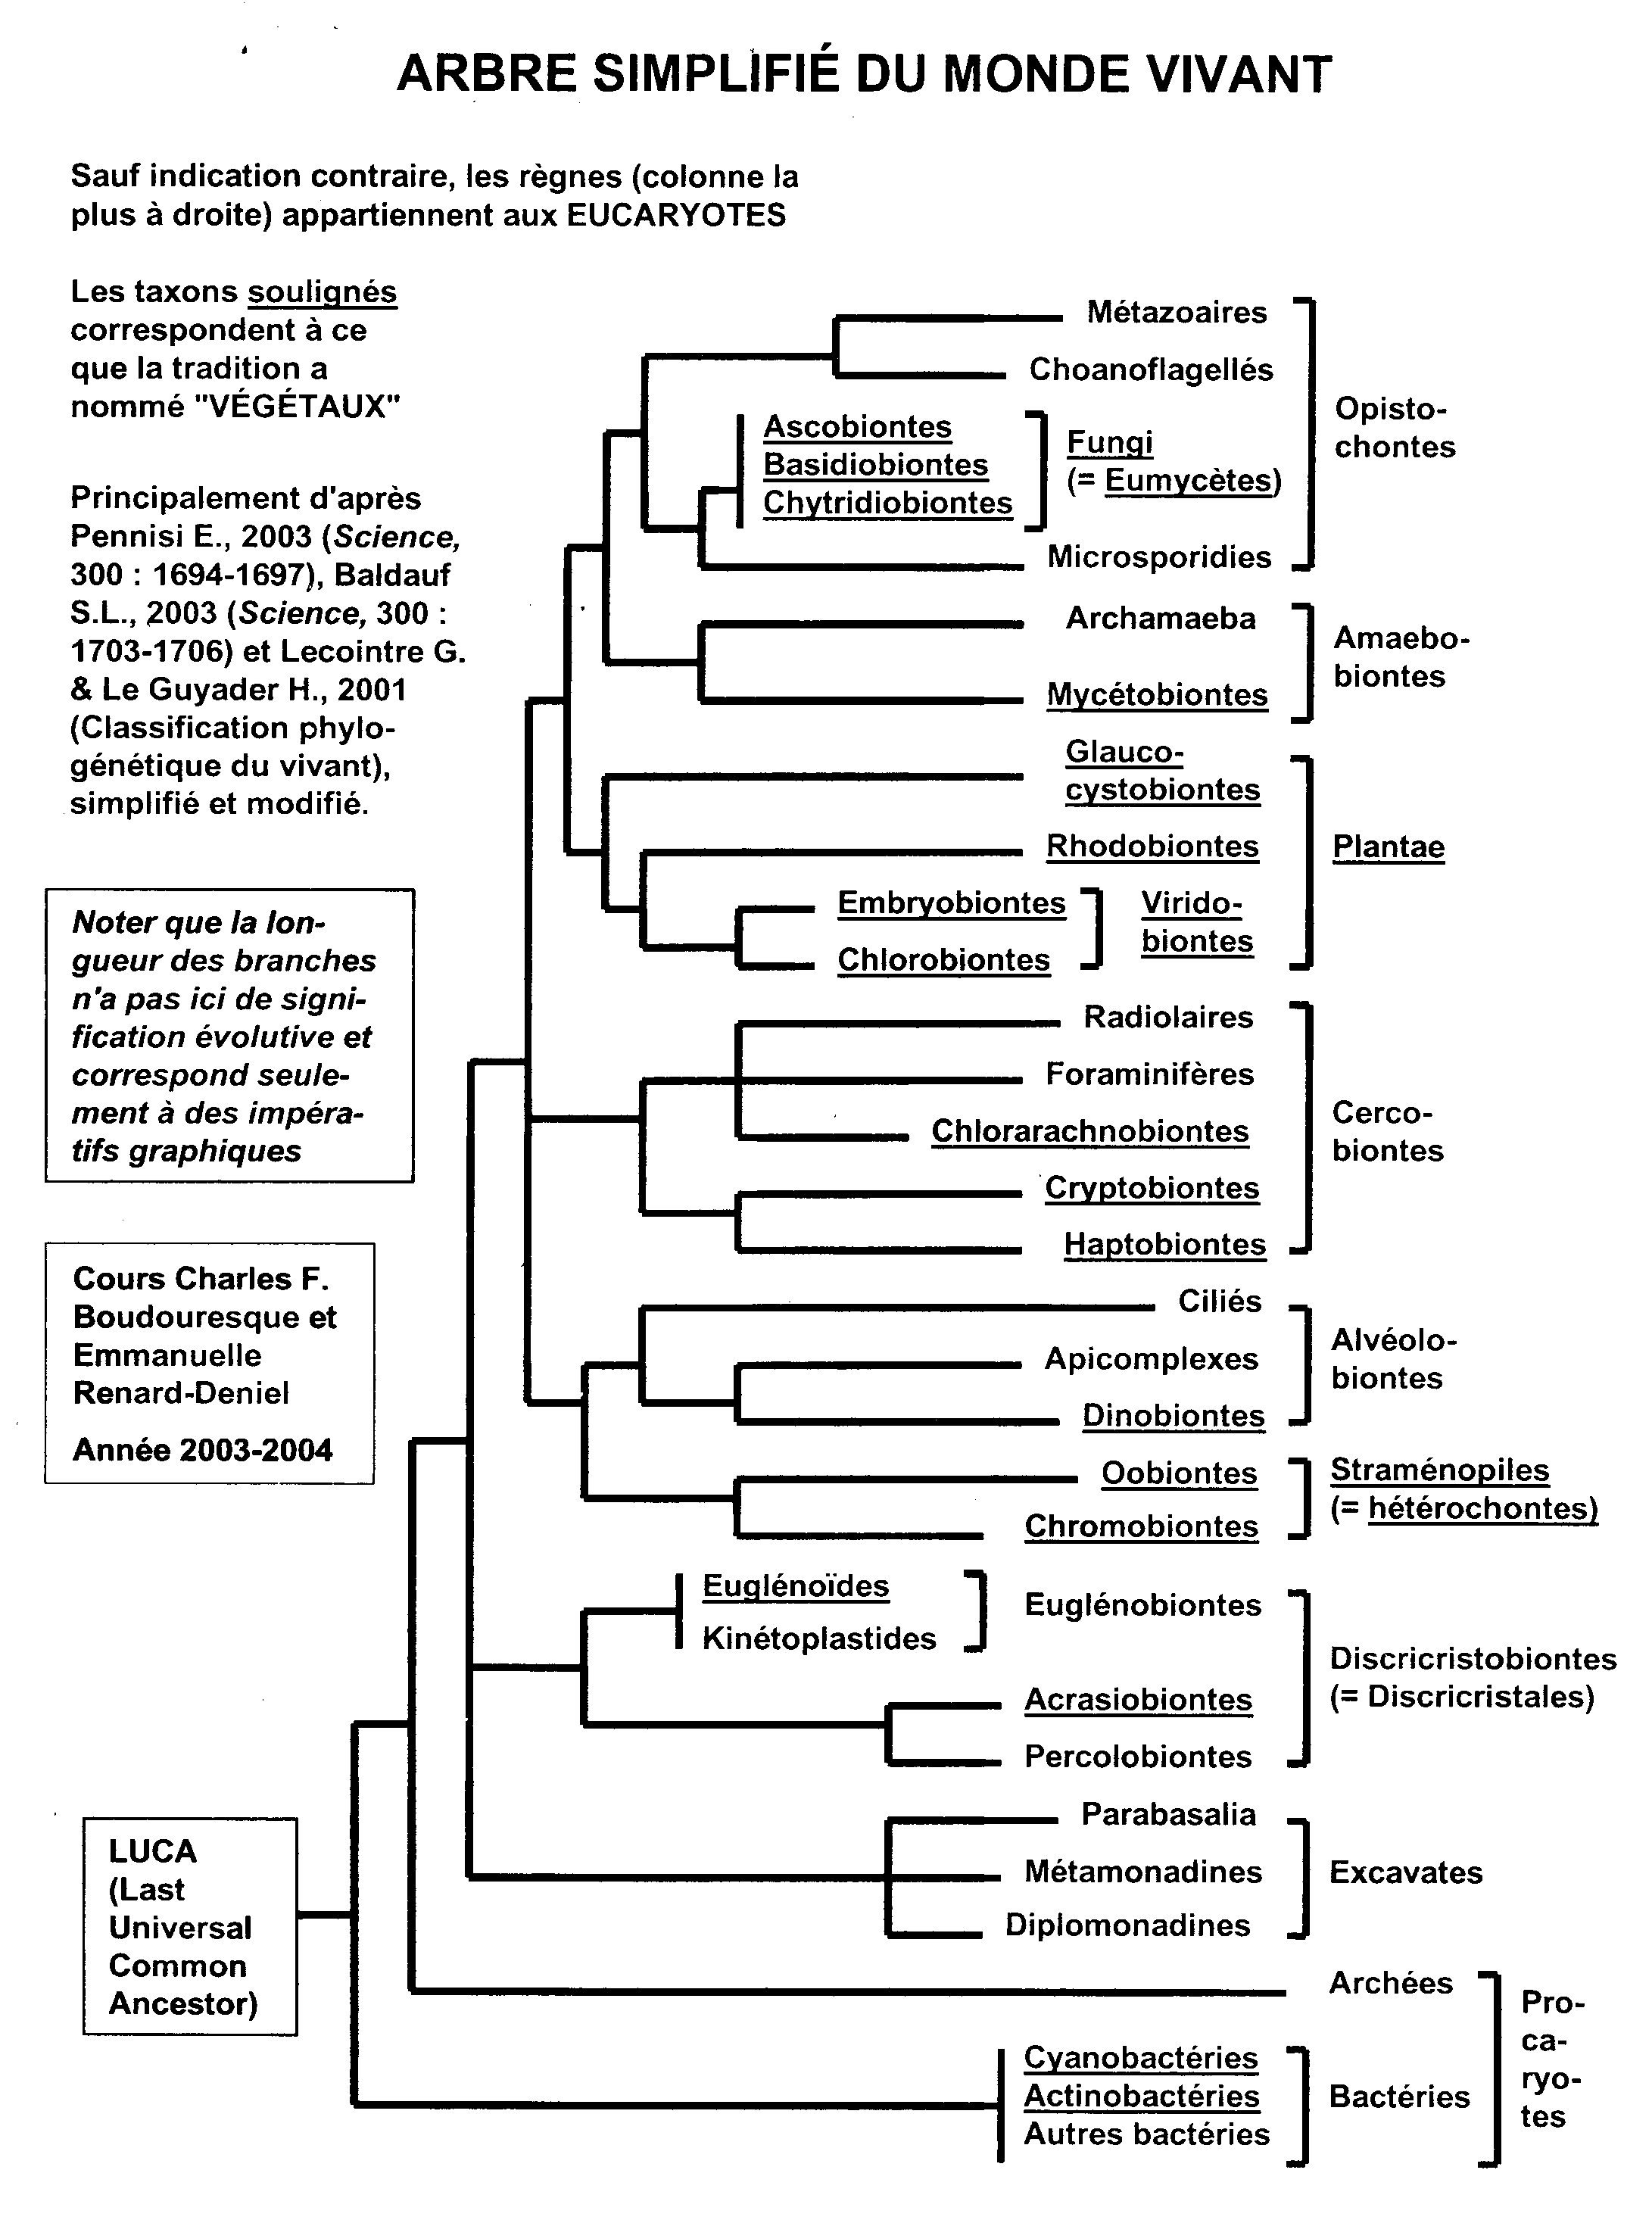 ARBRE SIMPLIFIÉ DU MONDE VIVANT
Sauf indication contraire, les règnes (colonne la
plus à droite) appartiennent aux EUCARYOTES
Les taxons soulignés
correspondent à ce
que la tradition a
nommé "VÉGÉTAUX"
Principalement d'après
Pennisi E., 2003 (Science,
300 : 1694-1697), Baldauf
S.L., 2003 (Science, 300 :
1703-1706) et Lecointre G.
& Le Guyader H., 2001
(Classification phylo-
génétique du vivant),
simplifié et modifié.
Noter que la lon-
gueur des branches
n'a pas ici de signi-
fication évolutive et
correspond seule-
ment à des impéra-
tifs graphiques
Cours Charles F.
Boudouresque et
Emmanuelle
Renard-Deniel
Année 2003-2004
LUCA
(Last
Universal
Common
Ancestor)
Métazoaires
Choanoflagellés
Ascobiontes
Basidiobiontes
Chytridiobiontes
Fungi
(= Eumycètes)
Microsporidies
Opisto-
chontes
Archamaeba
Mycétobiontes
Amaebo-
biontes
Glauco-
cystobiontes
Rhodobiontes
Embryobiontes
Chlorobiontes
Virido-
biontes
Plantae
Radiolaires
Foraminifères
Chlorarachnobiontes
Cryptobiontes
Haptobiontes
Cerco-
biontes
Ciliés
Apicomplexes
Dinobiontes
Alvéolo-
biontes
Oobiontes
Chromobiontes
Straménopiles
(= hétérochontes)
Euglénoïdes
Kinétoplastides
Euglénobiontes
Acrasiobiontes
Percolobiontes
Discricristobiontes
(= Discricristales)
Parabasalia
Métamonadines
Diplomonadines
Excavates
Archées
Cyanobactéries
Actinobactéries
Autres bactéries
Bactéries
Pro-
ca-
ryo-
tes